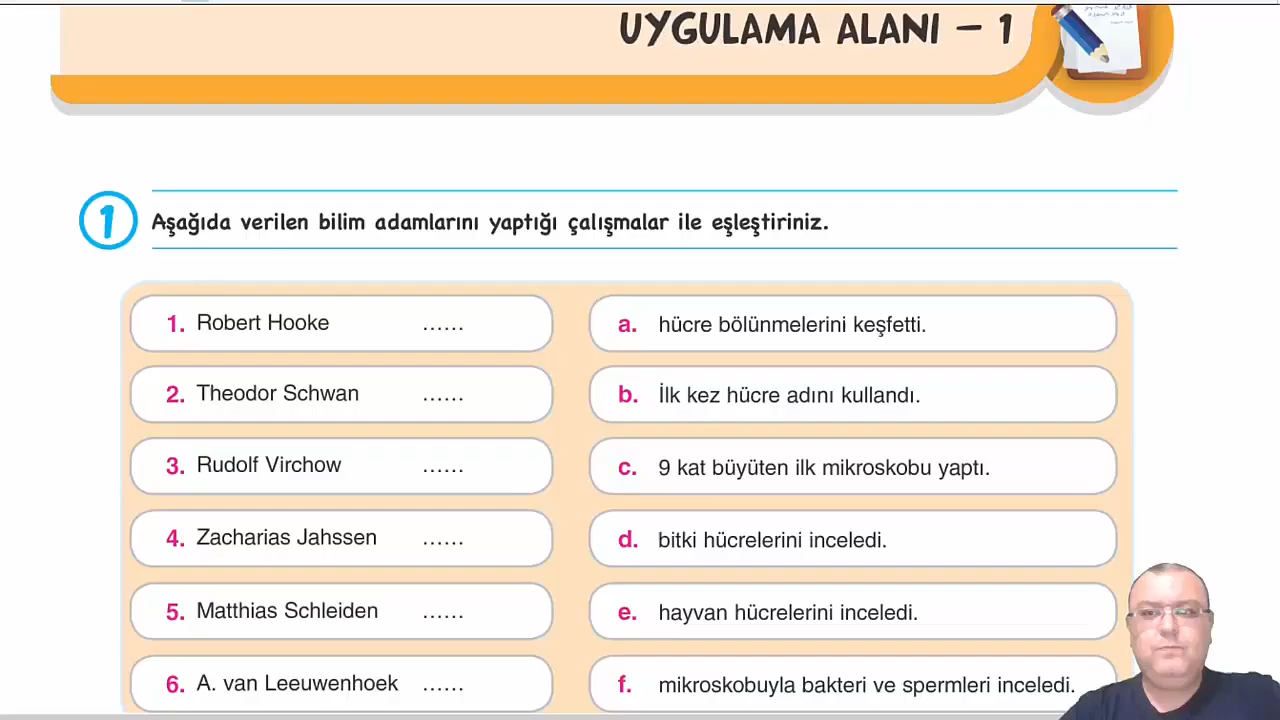 UYGULAMA ALANI – 1
1 Aşağıda verilen bilim adamlarını yaptığı çalışmalar ile eşleştiriniz.
1. Robert Hooke ......
a. hücre bölünmelerini keşfetti.
2. Theodor Schwan ......
b. İlk kez hücre adını kullandı.
3. Rudolf Virchow ......
c. 9 kat büyüten ilk mikroskobu yaptı.
4. Zacharias Jahssen ......
d. bitki hücrelerini inceledi.
5. Matthias Schleiden ......
e. hayvan hücrelerini inceledi.
6. A. van Leeuwenhoek ......
f. mikroskobuyla bakteri ve spermleri inceledi.